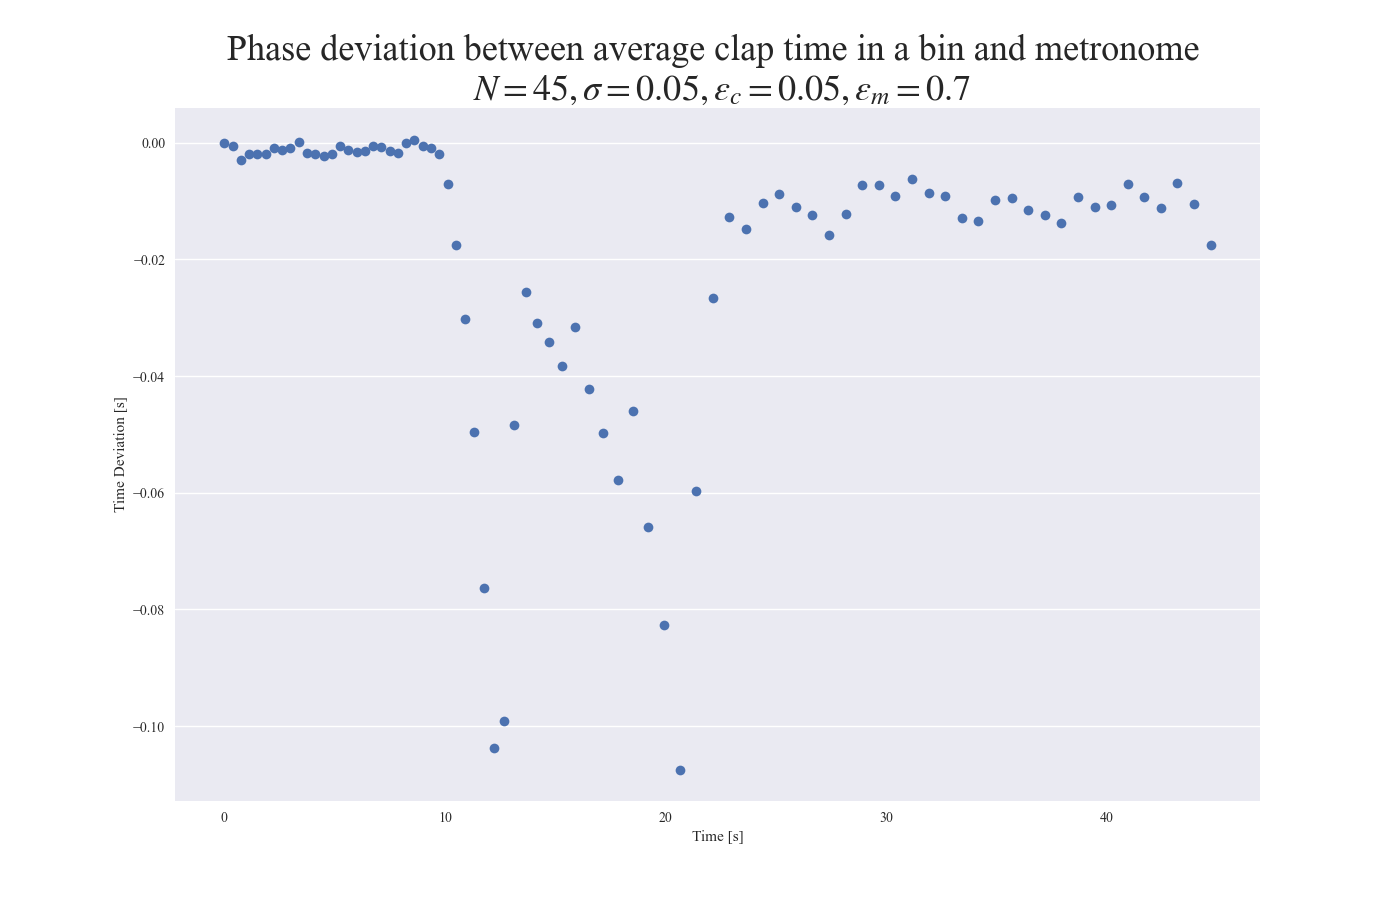 Phase deviation between average clap time in a bin and metronome
N = 45, σ = 0.05, ε_c = 0.05, ε_m = 0.7
0.00
−0.02
−0.04
−0.06
−0.08
−0.10
Time Deviation [s]
0 10 20 30 40
Time [s]